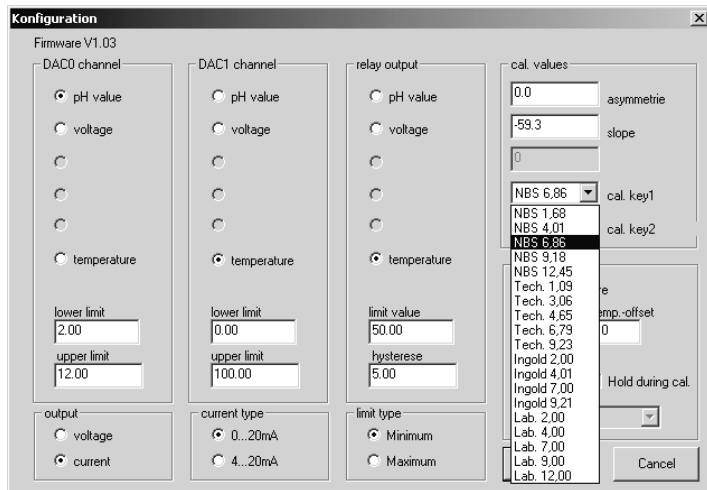 Konfiguration
Firmware V1.03
DAC0 channel
pH value
voltage
temperature
lower limit
2.00
upper limit
12.00
DAC1 channel
pH value
voltage
temperature
lower limit
0.00
upper limit
100.00
relay output
pH value
voltage
temperature
limit value
50.00
hysterese
5.00
cal. values
0.0
asymmetrie
-59.3
slope
0
NBS 6,86
cal. key1
cal. key2
NBS 1,68
NBS 4,01
NBS 6,86
NBS 9,18
NBS 12,45
Tech. 1,09
Tech. 3,06
Tech. 4,65
Tech. 6,79
Tech. 9,23
Ingold 2,00
Ingold 4,01
Ingold 7,00
Ingold 9,21
Lab. 2,00
Lab. 4,00
Lab. 7,00
Lab. 9,00
Lab. 12,00
emp.-offset
0
Hold during cal.
output
voltage
current
current type
0...20mA
4...20mA
limit type
Minimum
Maximum
Cancel